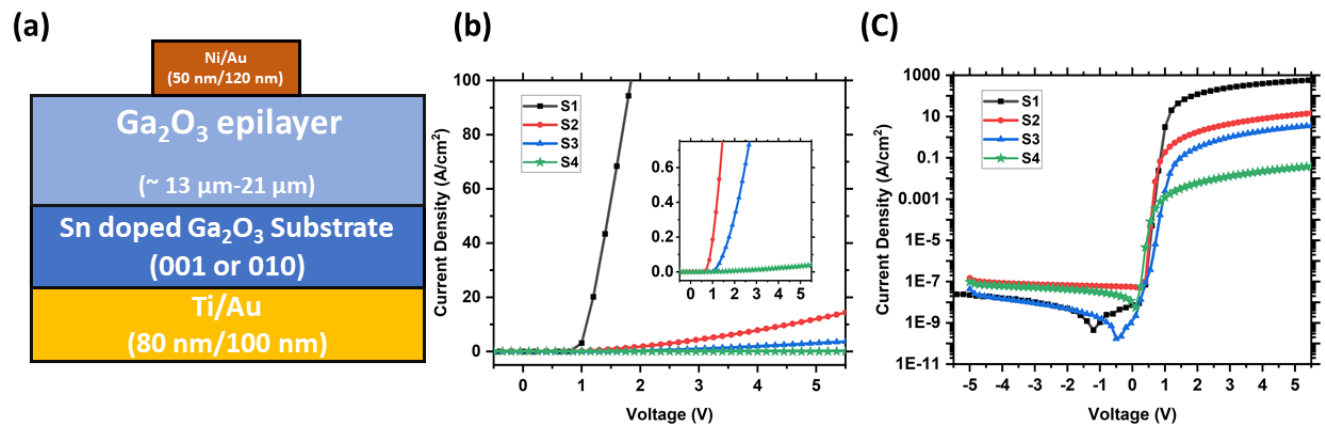 (a)
Ni/Au
(50 nm/120 nm)
Ga₂O₃ epilayer
(~ 13 μm-21 μm)
Sn doped Ga₂O₃ Substrate
(001 or 010)
Ti/Au
(80 nm/100 nm)
(b)
Current Density (A/cm²)
100
80
60
40
20
0
S1
S2
S3
S4
0.6
0.4
0.2
0.0
0 1 2 3 4 5
0 1 2 3 4 5
Voltage (V)
(C)
Current Density (A/cm²)
1000
10
0.1
0.001
1E-5
1E-7
1E-9
1E-11
S1
S2
S3
S4
-5 -4 -3 -2 -1 0 1 2 3 4 5
Voltage (V)